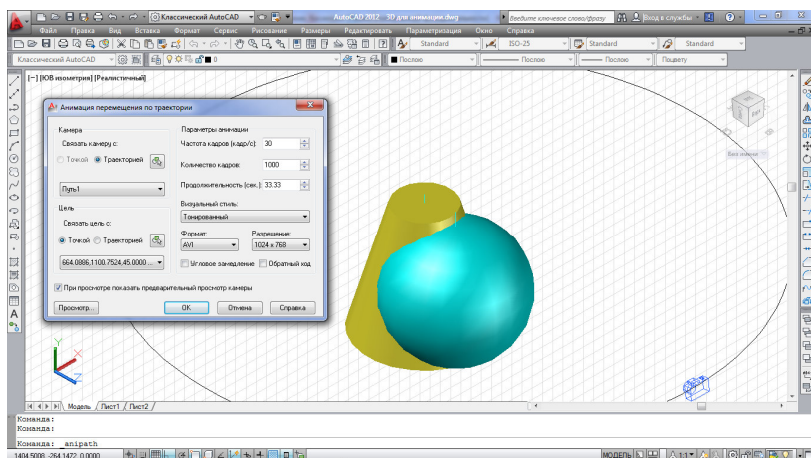 Классический AutoCAD
AutoCAD 2012 3D для анимации.dwg
Введите ключевое слово/фразу
Вход в службы
Файл Правка Вид Вставка Формат Сервис Рисование Размеры Редактировать Параметризация Окно Справка
Standard ISO-25 Standard Standard
Классический AutoCAD 0 Послою Послою Послою Поцвету
[−] [ЮВ изометрия] [Реалистичный]
Анимация перемещения по траектории
Камера
Связать камеру с:
Точкой Траекторией
Путь1
Цель
Связать цель с:
Точкой Траекторией
664.0886,1100.7524,45.0000 ...
Параметры анимации
Частота кадров (кадр/с): 30
Количество кадров: 1000
Продолжительность (сек.): 33.33
Визуальный стиль:
Тонированный
Формат: Разрешение:
AVI 1024 x 768
Угловое замедление Обратный ход
При просмотре показать предварительный просмотр камеры
Просмотр... OK Отмена Справка
Без имени
Y
X
Z
Модель Лист1 Лист2
Команда:
Команда:
Команда: _anipath
1404.5008, -264.1472, 0.0000
МОДЕЛЬ
1:1